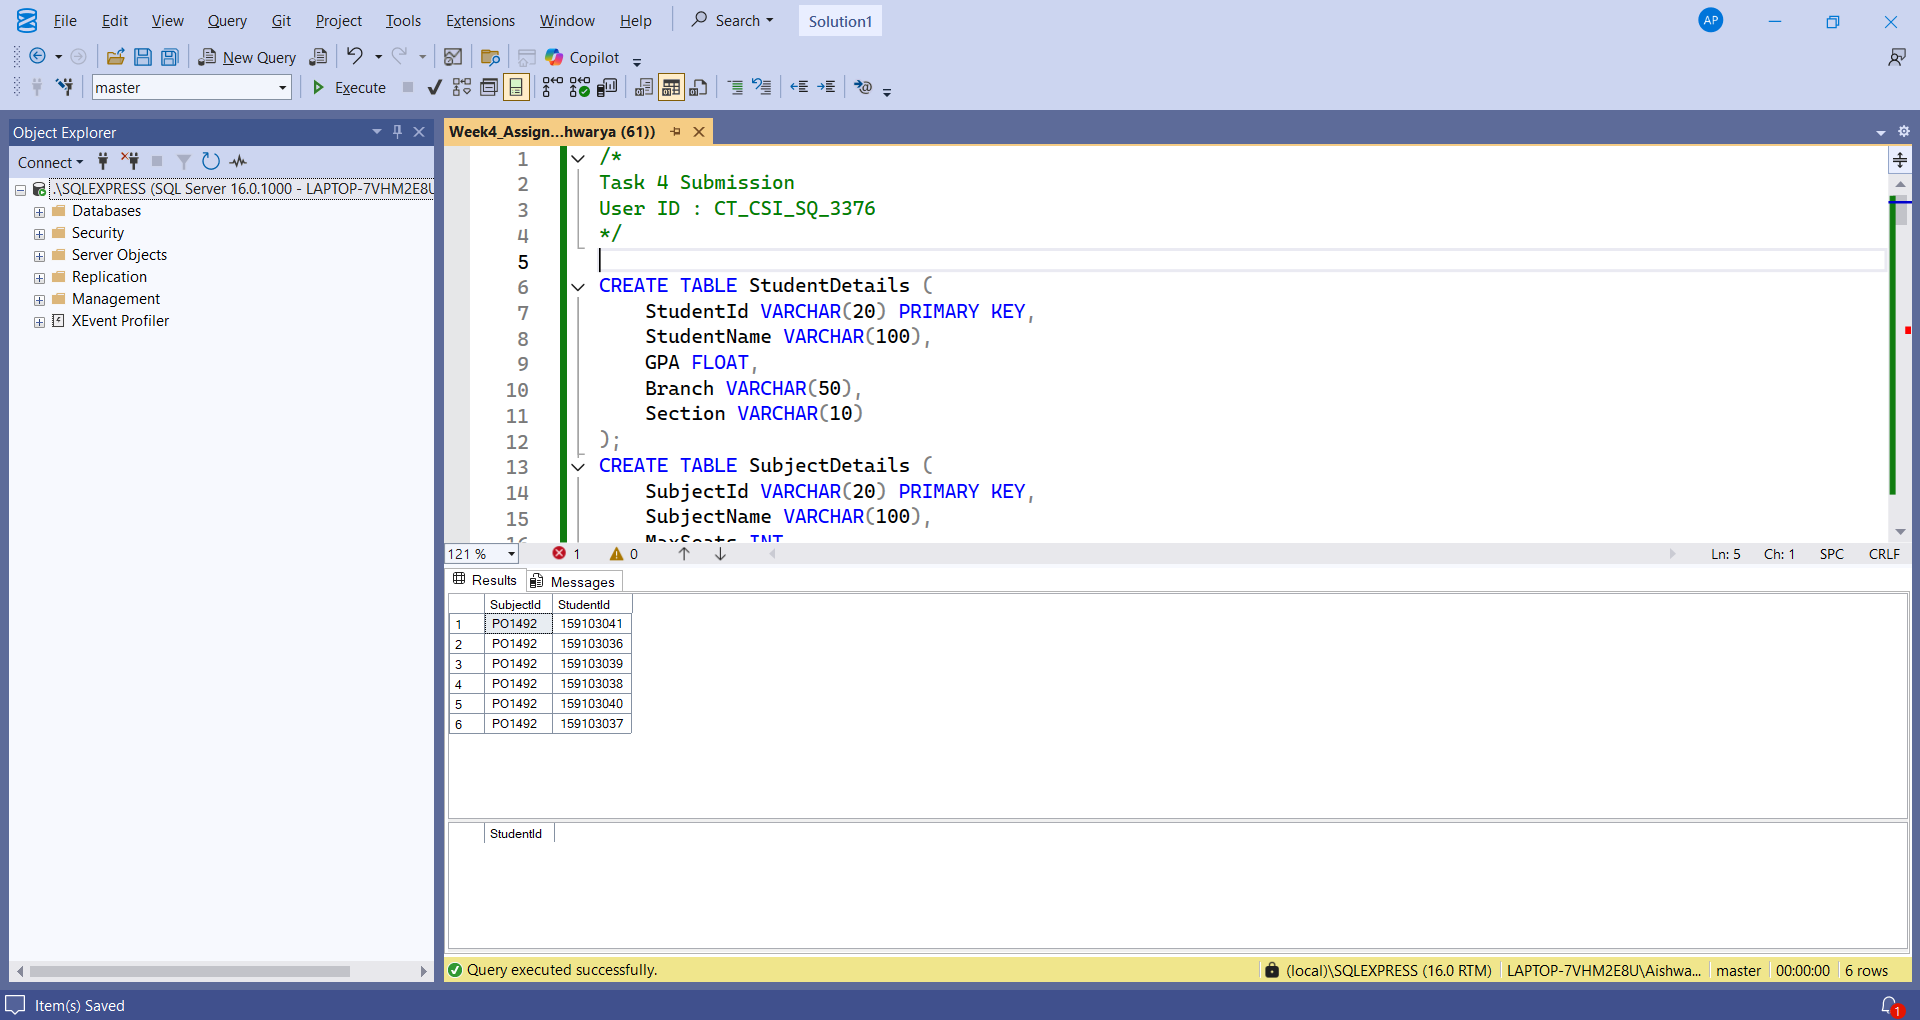 File Edit View Query Git Project Tools Extensions Window Help Search Solution1 AP
New Query Copilot
master Execute
Object Explorer
Connect
.\SQLEXPRESS (SQL Server 16.0.1000 - LAPTOP-7VHM2E8U
Databases
Security
Server Objects
Replication
Management
XEvent Profiler
Week4_Assign...hwarya (61))
1 /*
2 Task 4 Submission
3 User ID : CT_CSI_SQ_3376
4 */
5
6 CREATE TABLE StudentDetails (
7 StudentId VARCHAR(20) PRIMARY KEY,
8 StudentName VARCHAR(100),
9 GPA FLOAT,
10 Branch VARCHAR(50),
11 Section VARCHAR(10)
12 );
13 CREATE TABLE SubjectDetails (
14 SubjectId VARCHAR(20) PRIMARY KEY,
15 SubjectName VARCHAR(100),
16 MaxSeats INT
121 % 1 0 Ln: 5 Ch: 1 SPC CRLF
Results Messages
SubjectId StudentId
1 PO1492 159103041
2 PO1492 159103036
3 PO1492 159103039
4 PO1492 159103038
5 PO1492 159103040
6 PO1492 159103037
StudentId
Query executed successfully. (local)\SQLEXPRESS (16.0 RTM) LAPTOP-7VHM2E8U\Aishwa... master 00:00:00 6 rows
Item(s) Saved 1